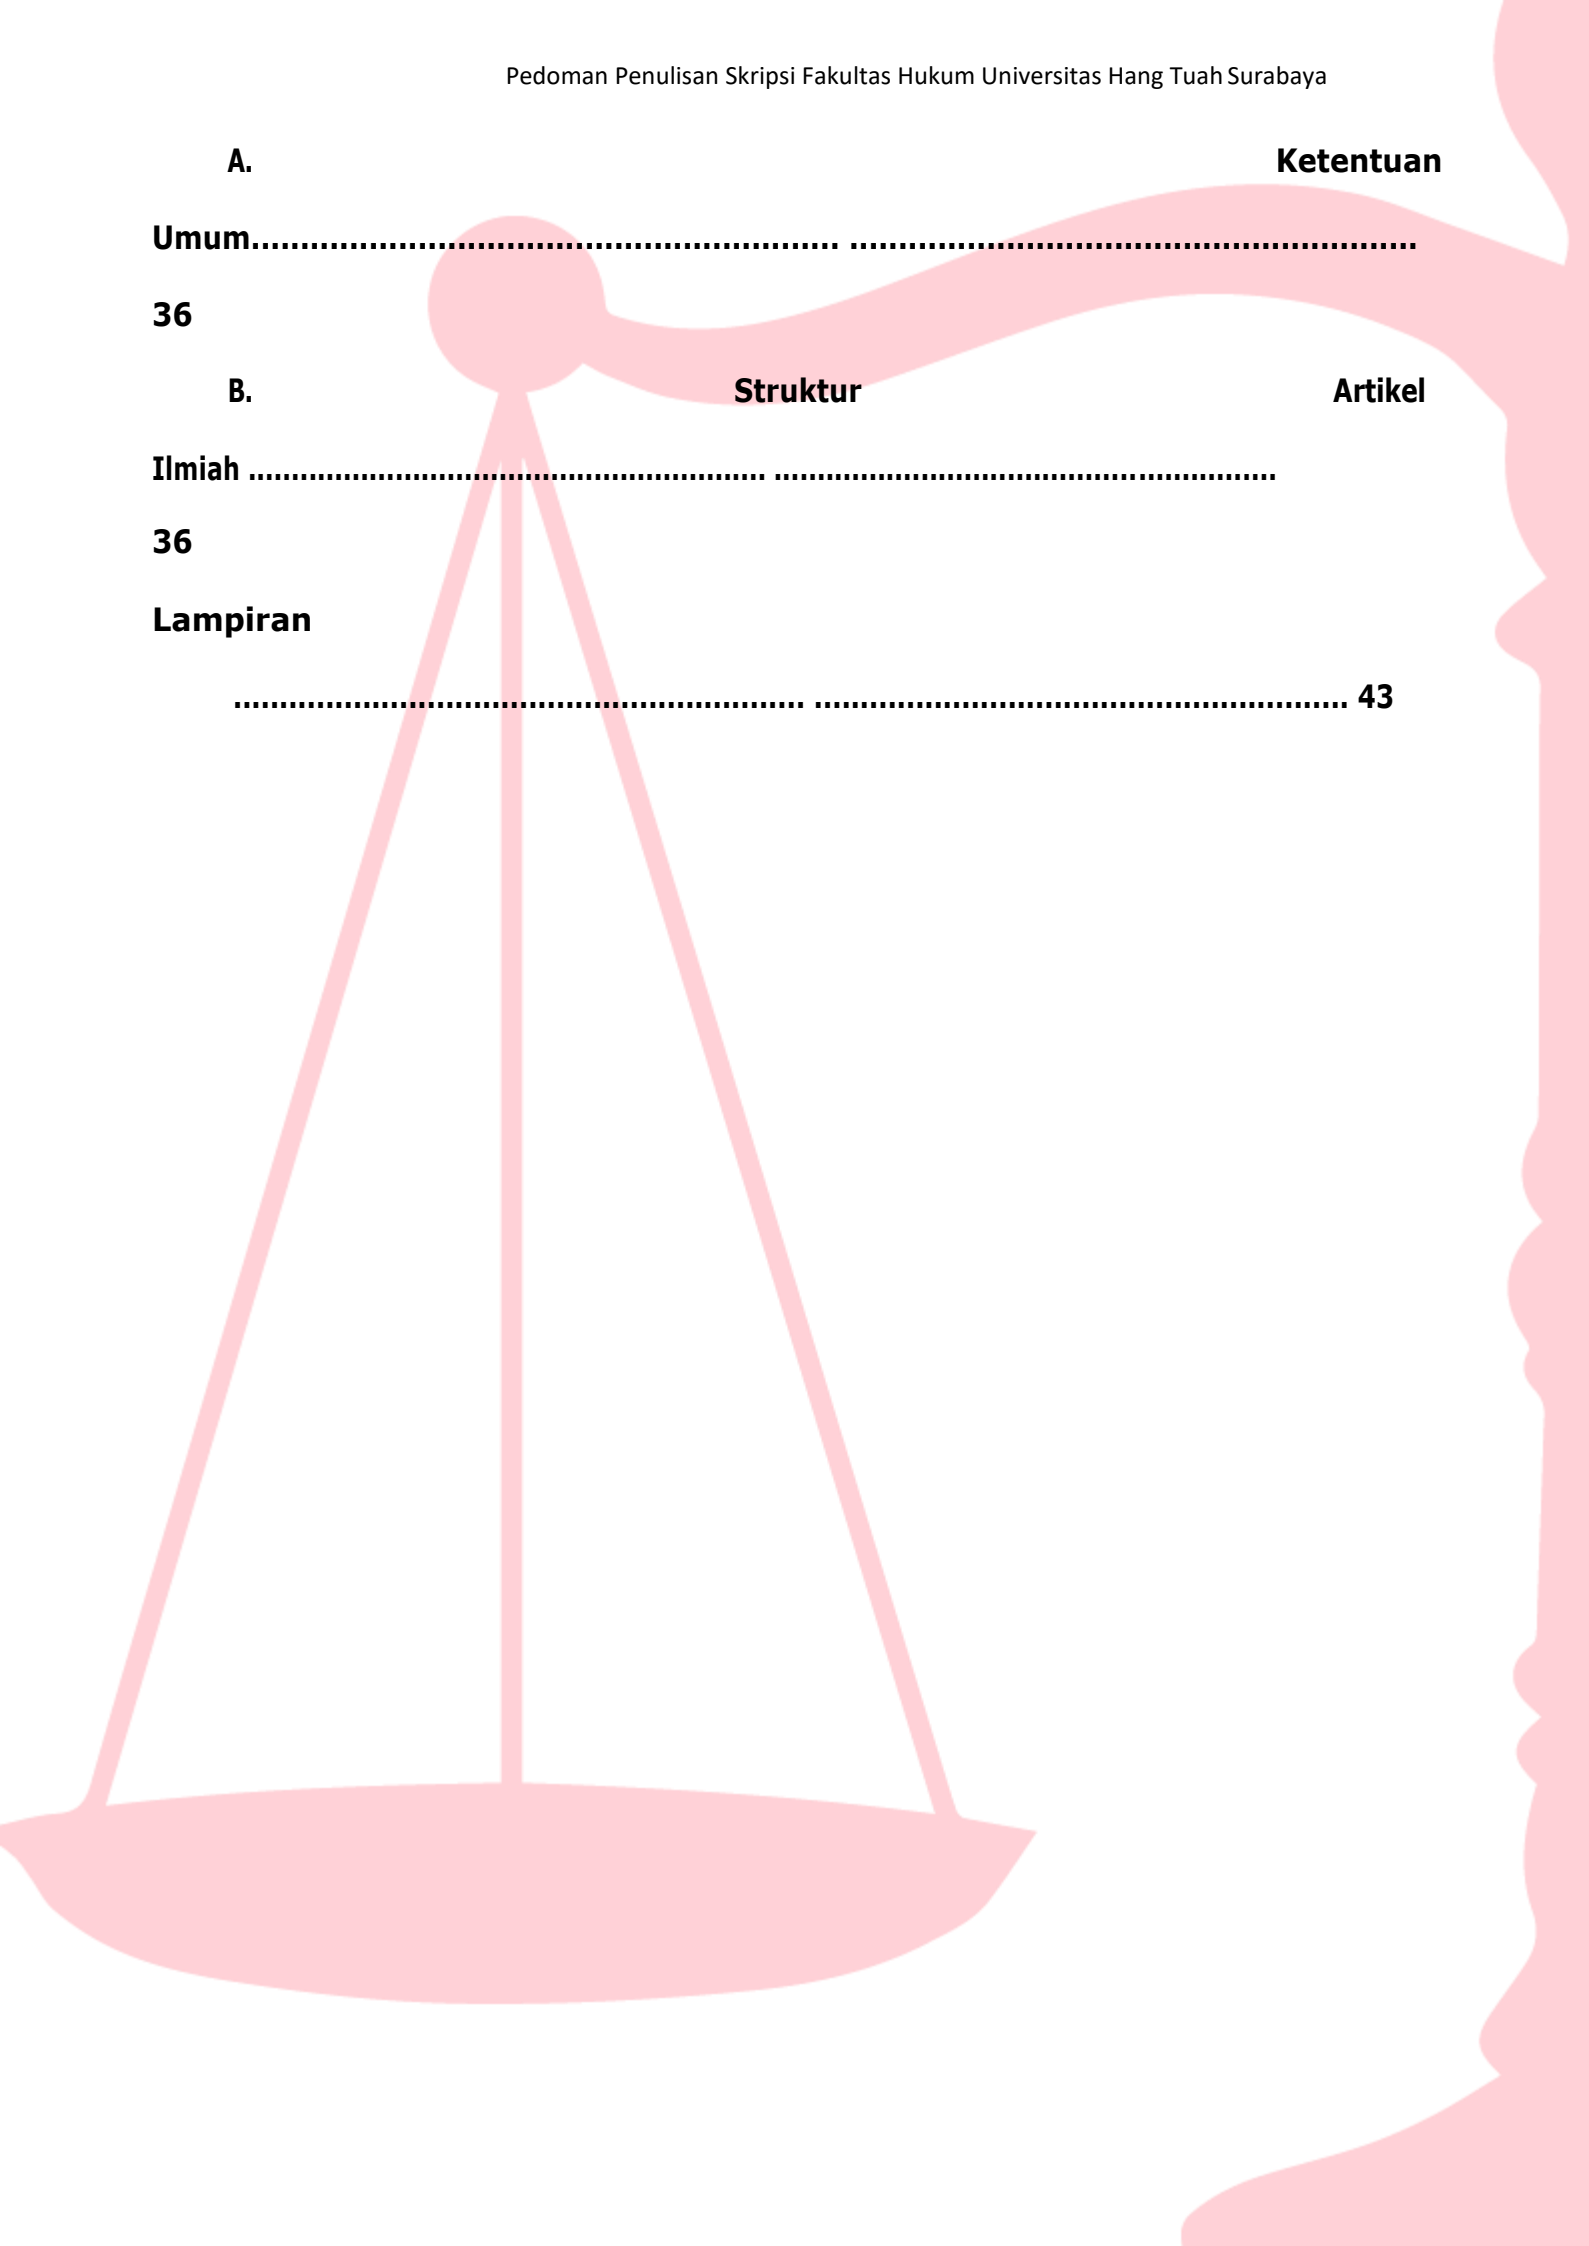 Pedoman Penulisan Skripsi Fakultas Hukum Universitas Hang Tuah Surabaya
A. Ketentuan
Umum............................................................ ..........................................................
36
B. Struktur Artikel
Ilmiah ............................................................ ..........................................................
36
Lampiran
.............................................................. .......................................................... 43